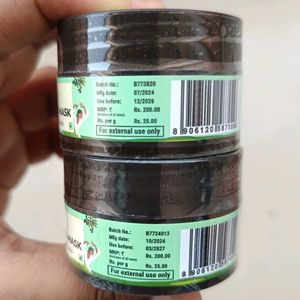 MASK
Batch No.: B773820
Mfg date: 07/2024
Use before: 12/2026
MRP: ₹ Rs. 200.00
Rs. per g Rs. 25.00
For external use only
8 906120 567000
MASK
Batch No.: B7724013
Mfg date: 10/2024
Use before: 03/2027
MRP: ₹ Rs. 200.00
Rs. per g Rs. 25.00
For external use only
8 906120